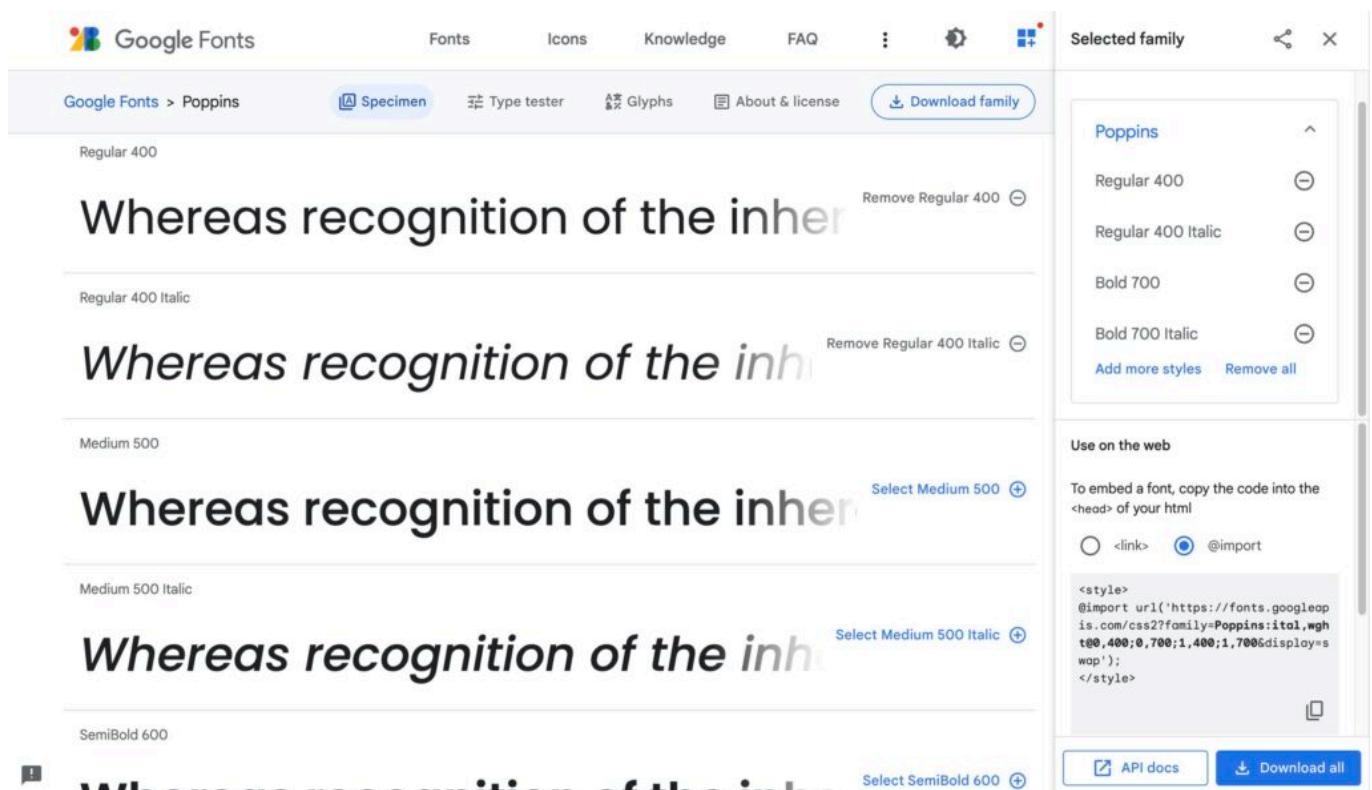 Google Fonts
Fonts
Icons
Knowledge
FAQ
Google Fonts > Poppins
Specimen
Type tester
Glyphs
About & license
Download family
Regular 400
Whereas recognition of the inher
Remove Regular 400
Regular 400 Italic
Whereas recognition of the inh
Remove Regular 400 Italic
Medium 500
Whereas recognition of the inher
Select Medium 500
Medium 500 Italic
Whereas recognition of the inh
Select Medium 500 Italic
SemiBold 600
Whereas recognition of the inh
Select SemiBold 600
Selected family
Poppins
Regular 400
Regular 400 Italic
Bold 700
Bold 700 Italic
Add more styles
Remove all
Use on the web
To embed a font, copy the code into the
<head> of your html
<link>
@import
<style>
@import url('https://fonts.googleap
is.com/css2?family=Poppins:ital,wgh
t@0,400;0,700;1,400;1,700&display=s
wap');
</style>
API docs
Download all